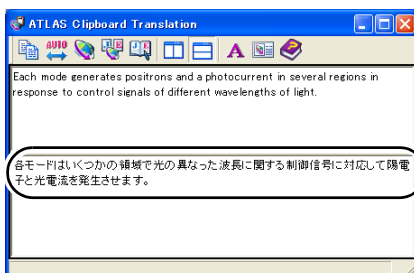 ATLAS Clipboard Translation
AUTO
A
Each mode generates positrons and a photocurrent in several regions in
response to control signals of different wavelengths of light.
各モードはいくつかの領域で光の異なった波長に関する制御信号に対応して陽電
子と光電流を発生させます。